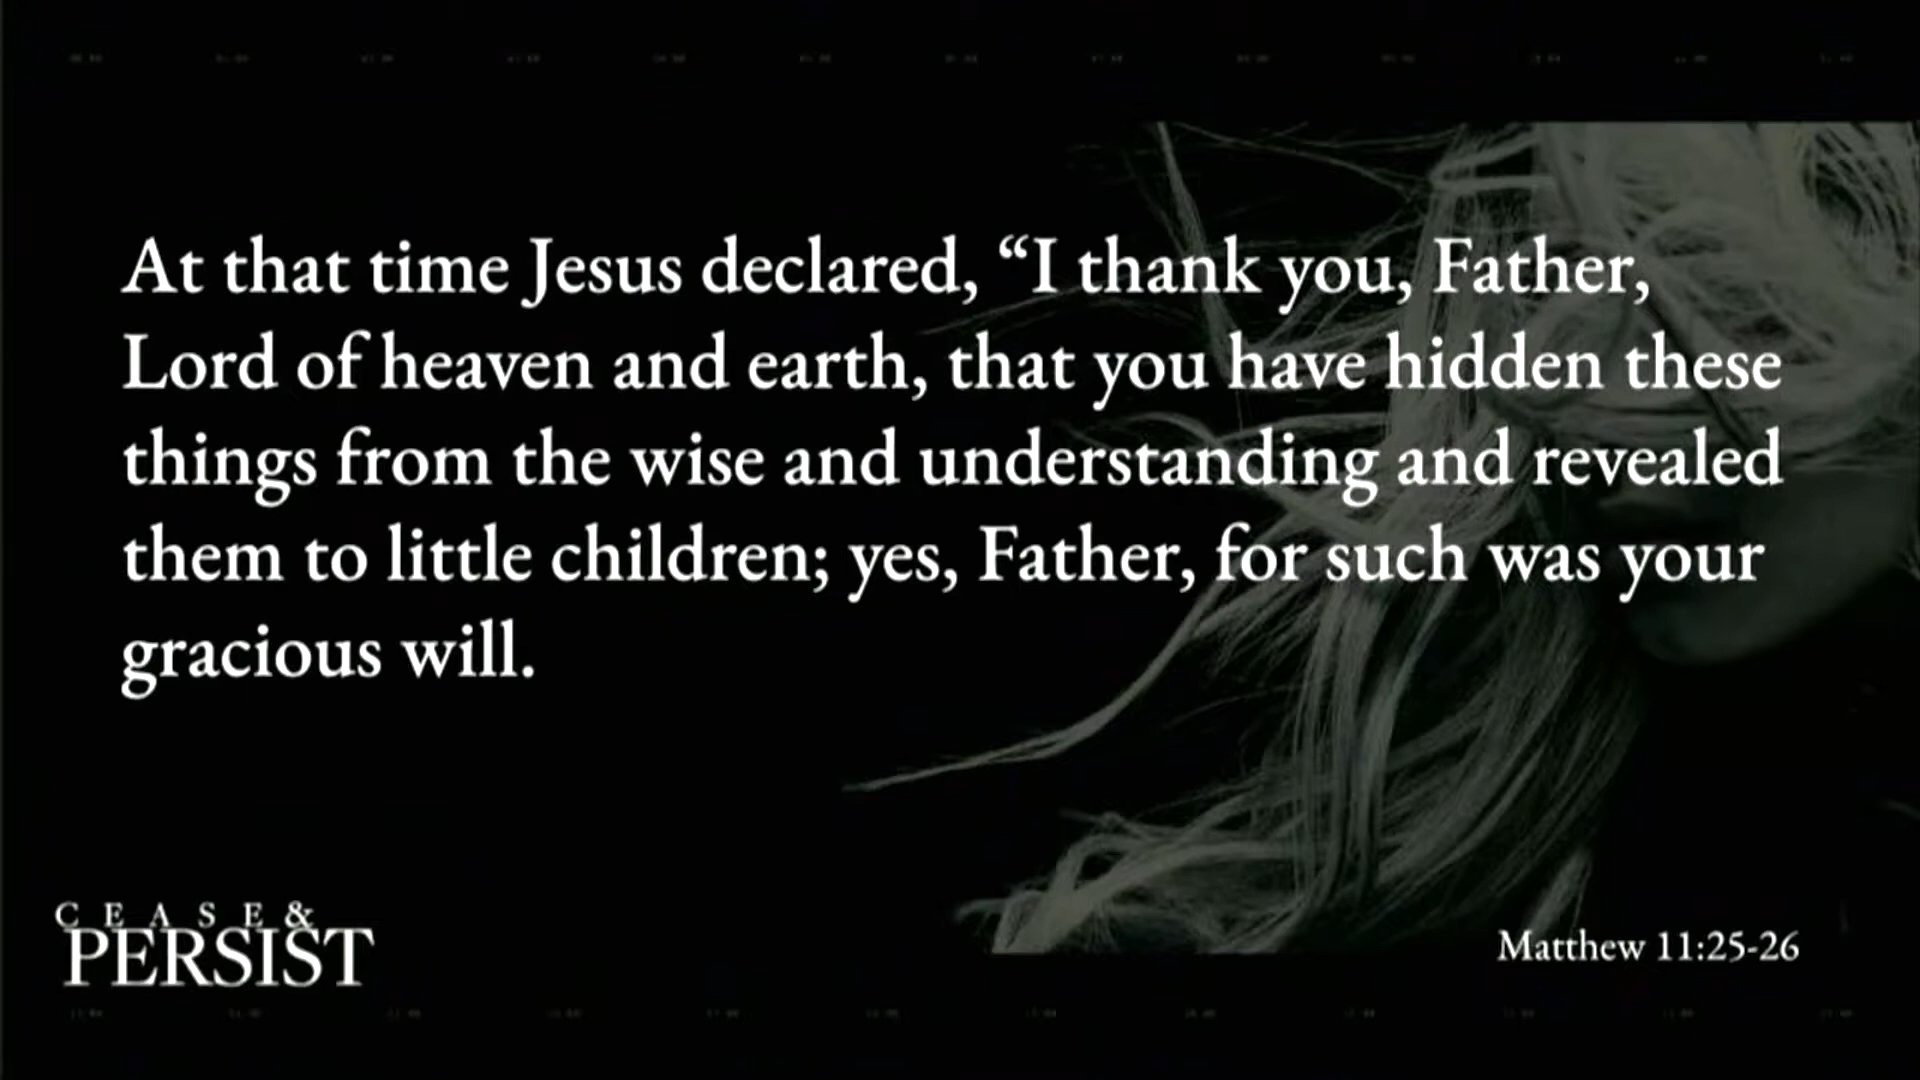 At that time Jesus declared, “I thank you, Father,
Lord of heaven and earth, that you have hidden these
things from the wise and understanding and revealed
them to little children; yes, Father, for such was your
gracious will.
CEASE &
PERSIST
Matthew 11:25-26